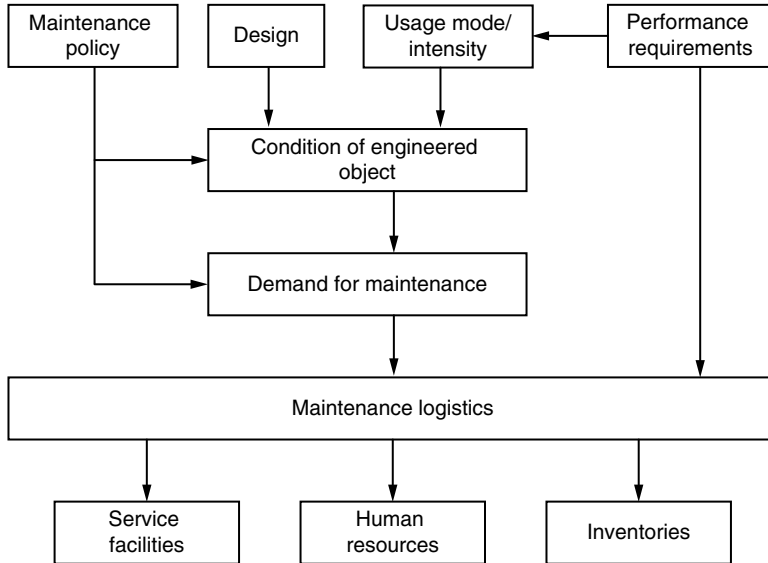 Maintenance
policy
Design
Usage mode/
intensity
Performance
requirements
Condition of engineered
object
Demand for maintenance
Maintenance logistics
Service
facilities
Human
resources
Inventories